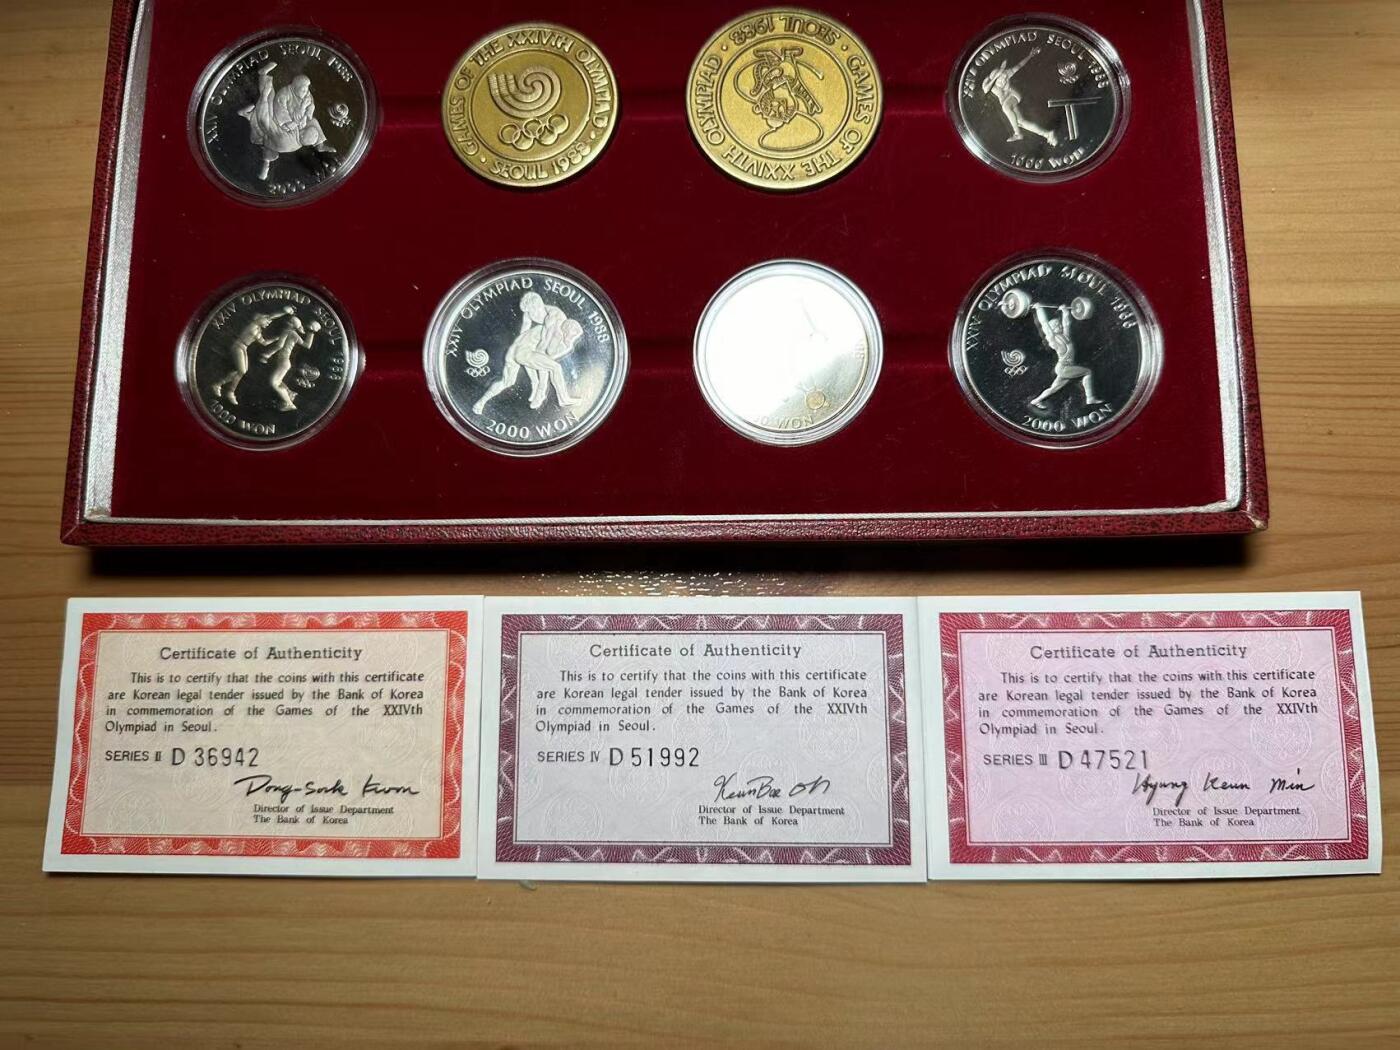 XXIV OLYMPIAD SEOUL 1988
2000 WON
GAMES OF THE XXIVTH OLYMPIAD
· SEOUL 1988 ·
GAMES OF THE XXIVTH OLYMPIAD
· SEOUL 1988 ·
XXIV OLYMPIAD SEOUL 1988
1000 WON
XXIV OLYMPIAD SEOUL 1988
1000 WON
XXIV OLYMPIAD SEOUL 1988
2000 WON
WON
XXIV OLYMPIAD SEOUL 1988
2000 WON
Certificate of Authenticity
This is to certify that the coins with this certificate
are Korean legal tender issued by the Bank of Korea
in commemoration of the Games of the XXIVth
Olympiad in Seoul.
SERIES II D 36942
Dong-Sook Kwon
Director of Issue Department
The Bank of Korea
Certificate of Authenticity
This is to certify that the coins with this certificate
are Korean legal tender issued by the Bank of Korea
in commemoration of the Games of the XXIVth
Olympiad in Seoul.
SERIES IV D 51992
Director of Issue Department
The Bank of Korea
Certificate of Authenticity
This is to certify that the coins with this certificate
are Korean legal tender issued by the Bank of Korea
in commemoration of the Games of the XXIVth
Olympiad in Seoul.
SERIES III D 47521
Hyung Keun Min
Director of Issue Department
The Bank of Korea